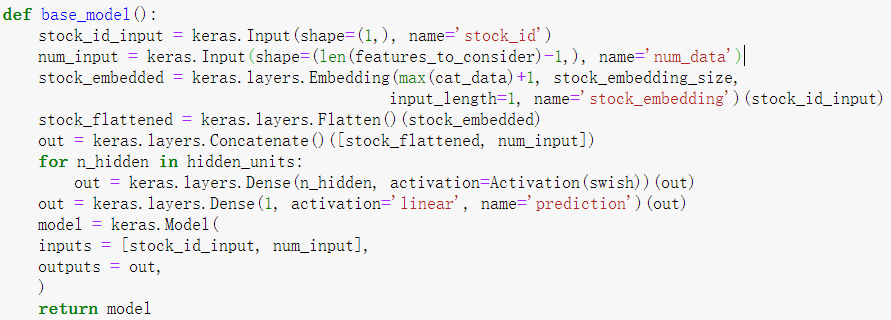 def base_model():
    stock_id_input = keras.Input(shape=(1,), name='stock_id')
    num_input = keras.Input(shape=(len(features_to_consider)-1,), name='num_data')
    stock_embedded = keras.layers.Embedding(max(cat_data)+1, stock_embedding_size,
                                            input_length=1, name='stock_embedding')(stock_id_input)
    stock_flattened = keras.layers.Flatten()(stock_embedded)
    out = keras.layers.Concatenate()([stock_flattened, num_input])
    for n_hidden in hidden_units:
        out = keras.layers.Dense(n_hidden, activation=Activation(swish))(out)
    out = keras.layers.Dense(1, activation='linear', name='prediction')(out)
    model = keras.Model(
    inputs = [stock_id_input, num_input],
    outputs = out,
    )
    return model